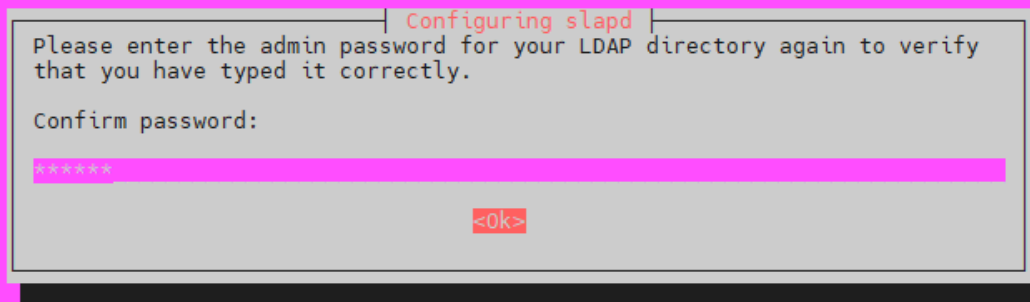 Configuring slapd
Please enter the admin password for your LDAP directory again to verify
that you have typed it correctly.
Confirm password:
******
<Ok>